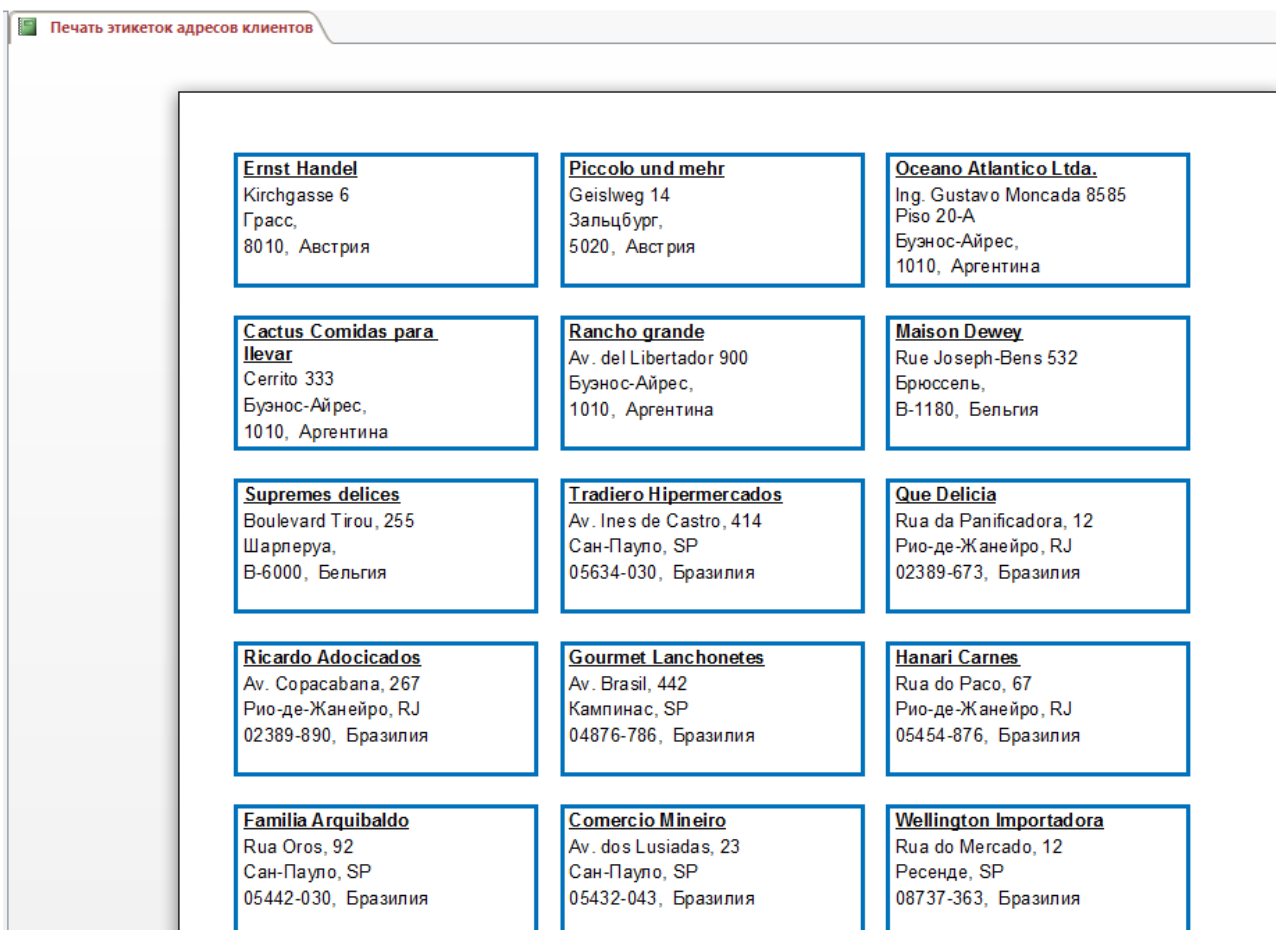 Печать этикеток адресов клиентов
Ernst Handel
Kirchgasse 6
Грасс,
8010, Австрия
Piccolo und mehr
Geislweg 14
Зальцбург,
5020, Австрия
Oceano Atlantico Ltda.
Ing. Gustavo Moncada 8585
Piso 20-A
Буэнос-Айрес,
1010, Аргентина
Cactus Comidas para
llevar
Cerrito 333
Буэнос-Айрес,
1010, Аргентина
Rancho grande
Av. del Libertador 900
Буэнос-Айрес,
1010, Аргентина
Maison Dewey
Rue Joseph-Bens 532
Брюссель,
B-1180, Бельгия
Supremes delices
Boulevard Tirou, 255
Шарлеруа,
B-6000, Бельгия
Tradiero Hipermercados
Av. Ines de Castro, 414
Сан-Пауло, SP
05634-030, Бразилия
Que Delicia
Rua da Panificadora, 12
Рио-де-Жанейро, RJ
02389-673, Бразилия
Ricardo Adocicados
Av. Copacabana, 267
Рио-де-Жанейро, RJ
02389-890, Бразилия
Gourmet Lanchonetes
Av. Brasil, 442
Кампинас, SP
04876-786, Бразилия
Hanari Carnes
Rua do Paco, 67
Рио-де-Жанейро, RJ
05454-876, Бразилия
Familia Arquibaldo
Rua Oros, 92
Сан-Пауло, SP
05442-030, Бразилия
Comercio Mineiro
Av. dos Lusiadas, 23
Сан-Пауло, SP
05432-043, Бразилия
Wellington Importadora
Rua do Mercado, 12
Ресенде, SP
08737-363, Бразилия